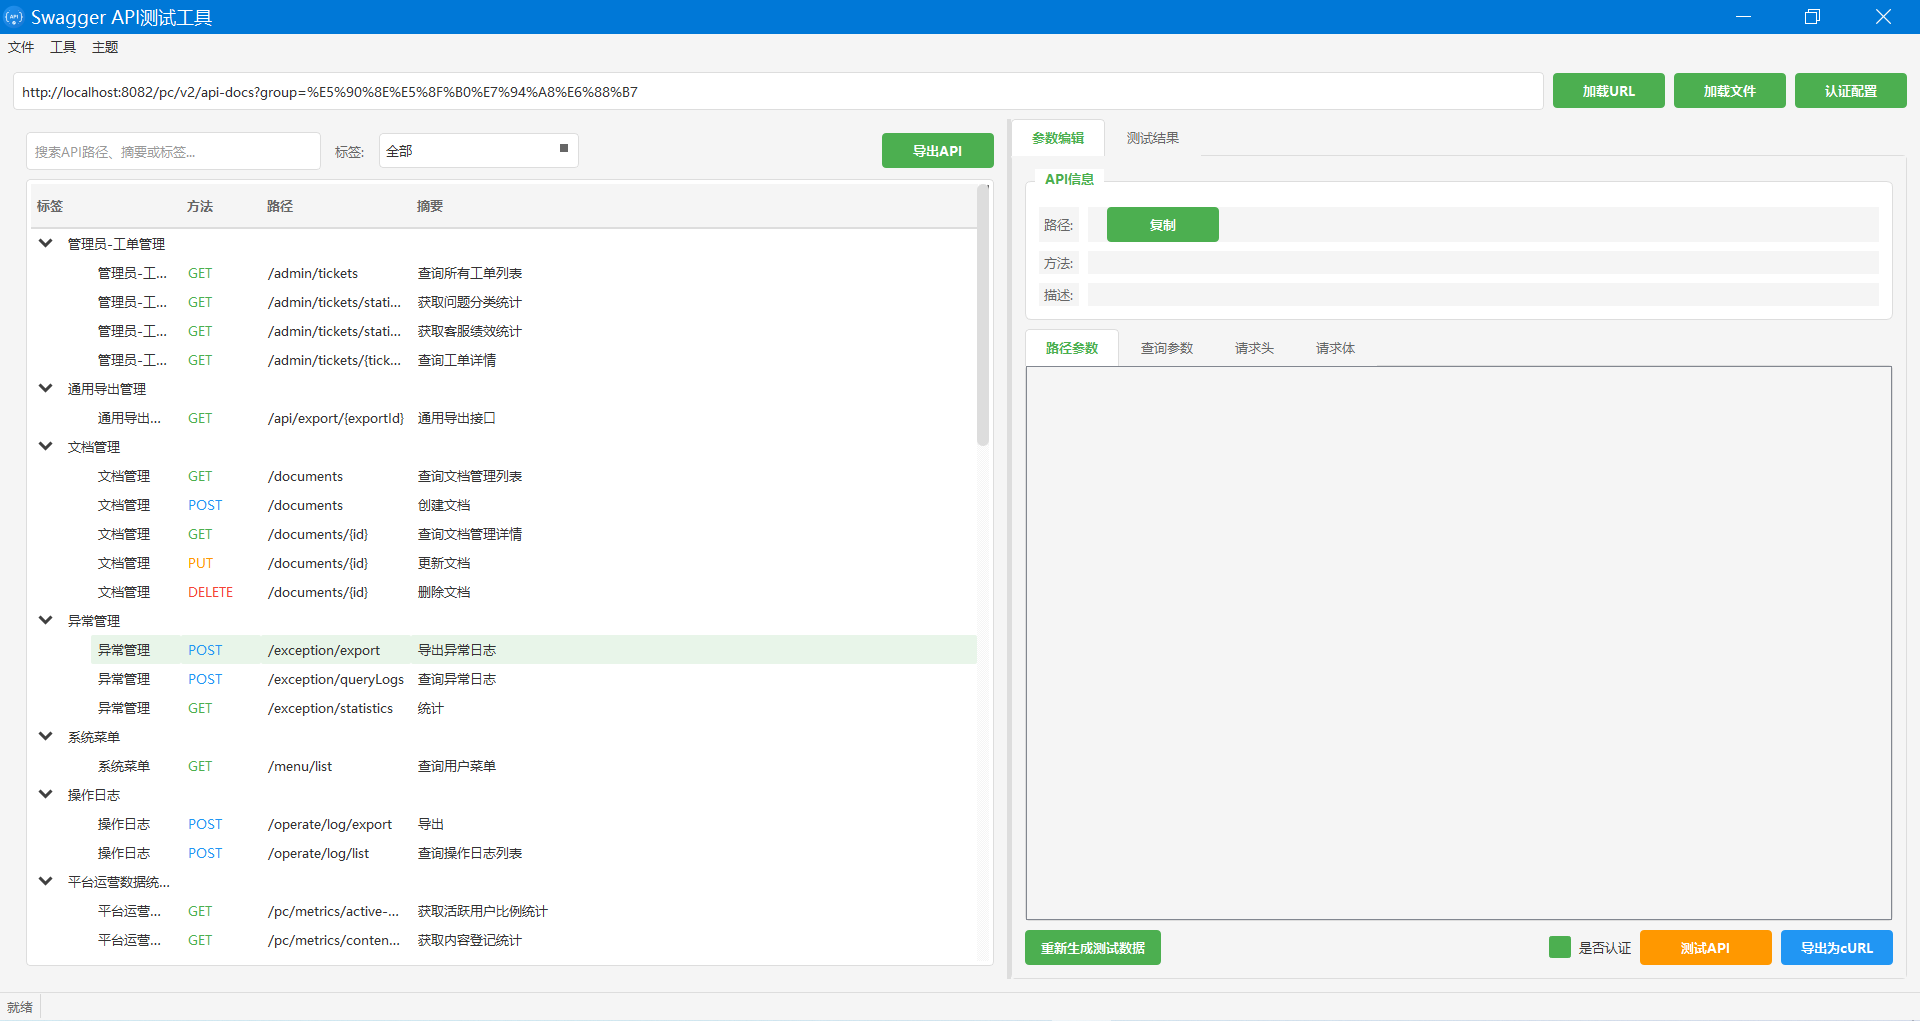 Swagger API测试工具
文件 工具 主题
http://localhost:8082/pc/v2/api-docs?group=%E5%90%8E%E5%8F%B0%E7%94%A8%E6%88%B7 加载URL 加载文件 认证配置
搜索API路径、摘要或标签... 标签: 全部 导出API
标签 方法 路径 摘要
管理员-工单管理
管理员-工... GET /admin/tickets 查询所有工单列表
管理员-工... GET /admin/tickets/stati... 获取问题分类统计
管理员-工... GET /admin/tickets/stati... 获取客服绩效统计
管理员-工... GET /admin/tickets/{tick... 查询工单详情
通用导出管理
通用导出... GET /api/export/{exportId} 通用导出接口
文档管理
文档管理 GET /documents 查询文档管理列表
文档管理 POST /documents 创建文档
文档管理 GET /documents/{id} 查询文档管理详情
文档管理 PUT /documents/{id} 更新文档
文档管理 DELETE /documents/{id} 删除文档
异常管理
异常管理 POST /exception/export 导出异常日志
异常管理 POST /exception/queryLogs 查询异常日志
异常管理 GET /exception/statistics 统计
系统菜单
系统菜单 GET /menu/list 查询用户菜单
操作日志
操作日志 POST /operate/log/export 导出
操作日志 POST /operate/log/list 查询操作日志列表
平台运营数据统...
平台运营... GET /pc/metrics/active-... 获取活跃用户比例统计
平台运营... GET /pc/metrics/conten... 获取内容登记统计
参数编辑 测试结果
API信息
路径: 复制
方法:
描述:
路径参数 查询参数 请求头 请求体
重新生成测试数据 是否认证 测试API 导出为cURL
就绪